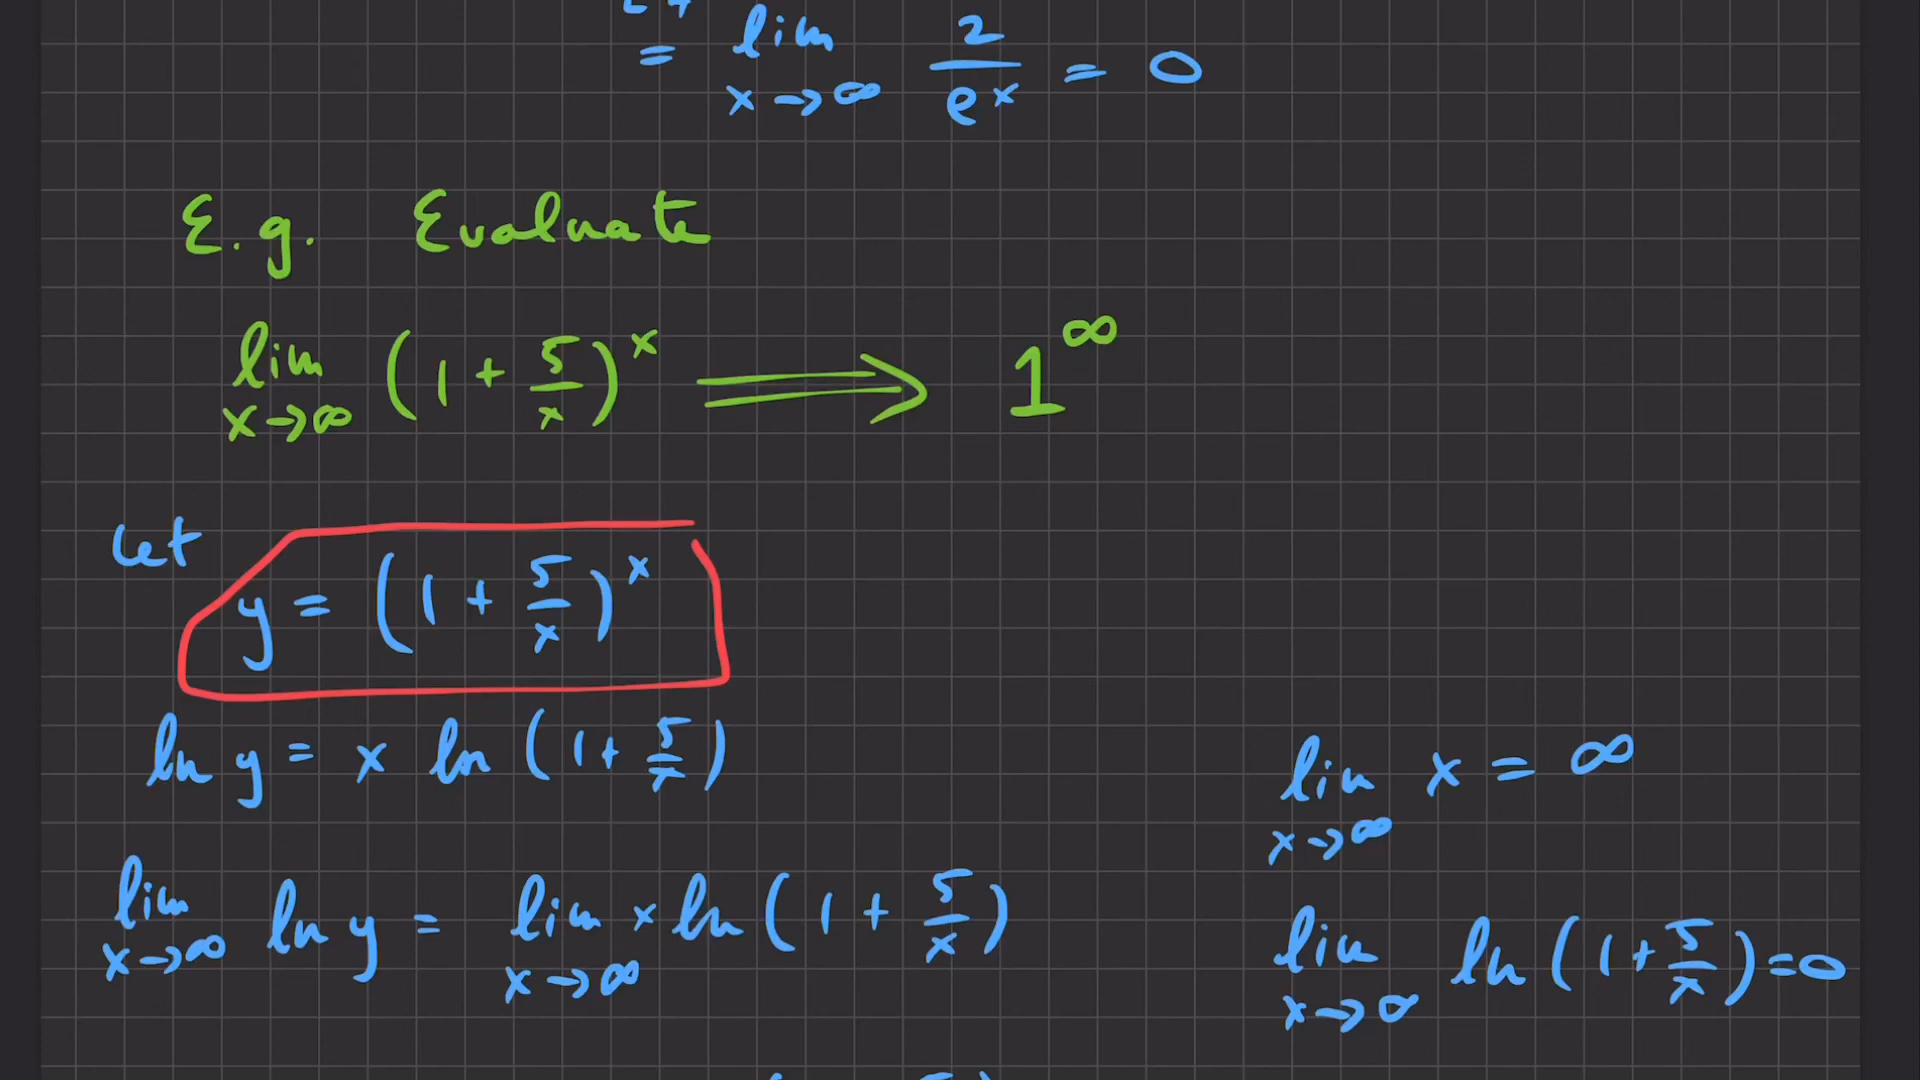 = lim x→∞ 2/e^x = 0
E.g. Evaluate
lim x→∞ (1 + 5/x)^x ⟹ 1^∞
Let
y = (1 + 5/x)^x
ln y = x ln (1 + 5/x)
lim x→∞ x = ∞
lim x→∞ ln y = lim x→∞ x ln (1 + 5/x)
lim x→∞ ln (1 + 5/x) = 0